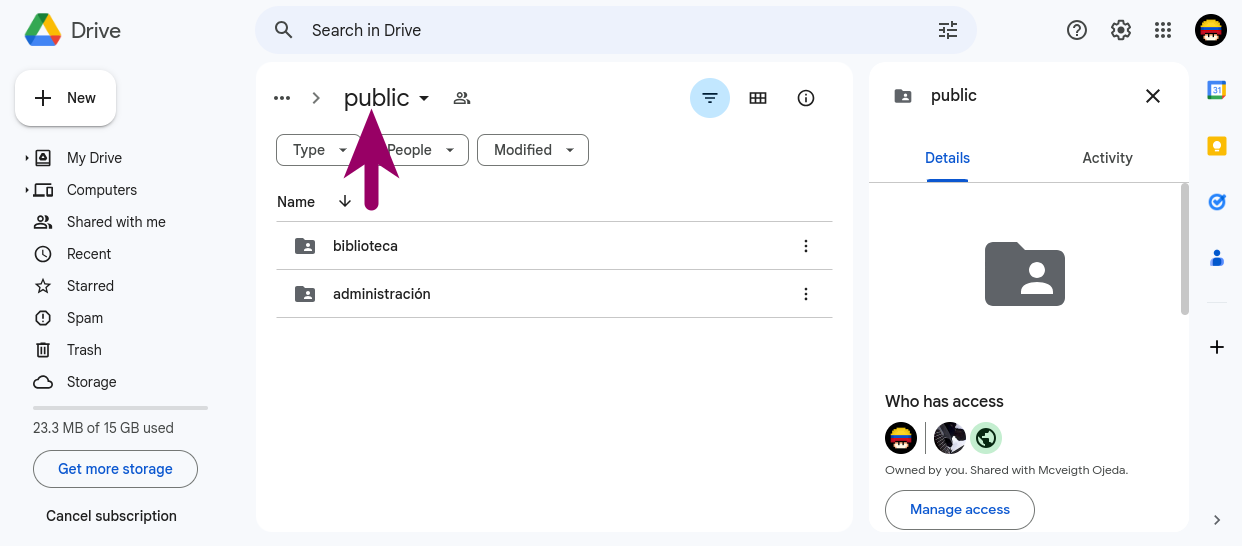 Drive
Search in Drive
New
My Drive
Computers
Shared with me
Recent
Starred
Spam
Trash
Storage
23.3 MB of 15 GB used
Get more storage
Cancel subscription
public
Type People Modified
Name
biblioteca
administración
public
Details Activity
Who has access
Owned by you. Shared with Mcveigth Ojeda.
Manage access
31